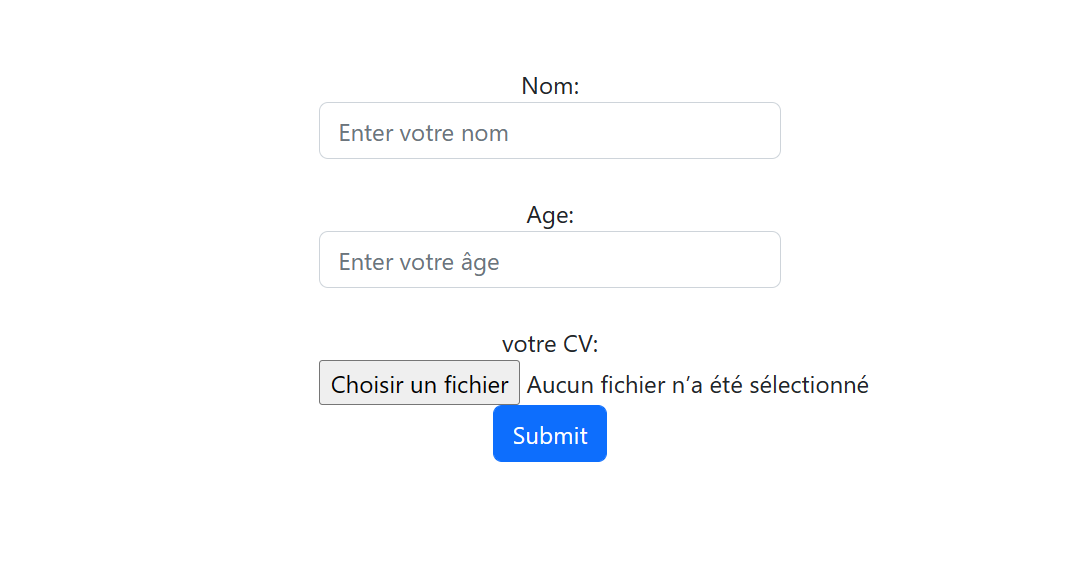 Nom:
Enter votre nom
Age:
Enter votre âge
votre CV:
Choisir un fichier Aucun fichier n’a été sélectionné
Submit